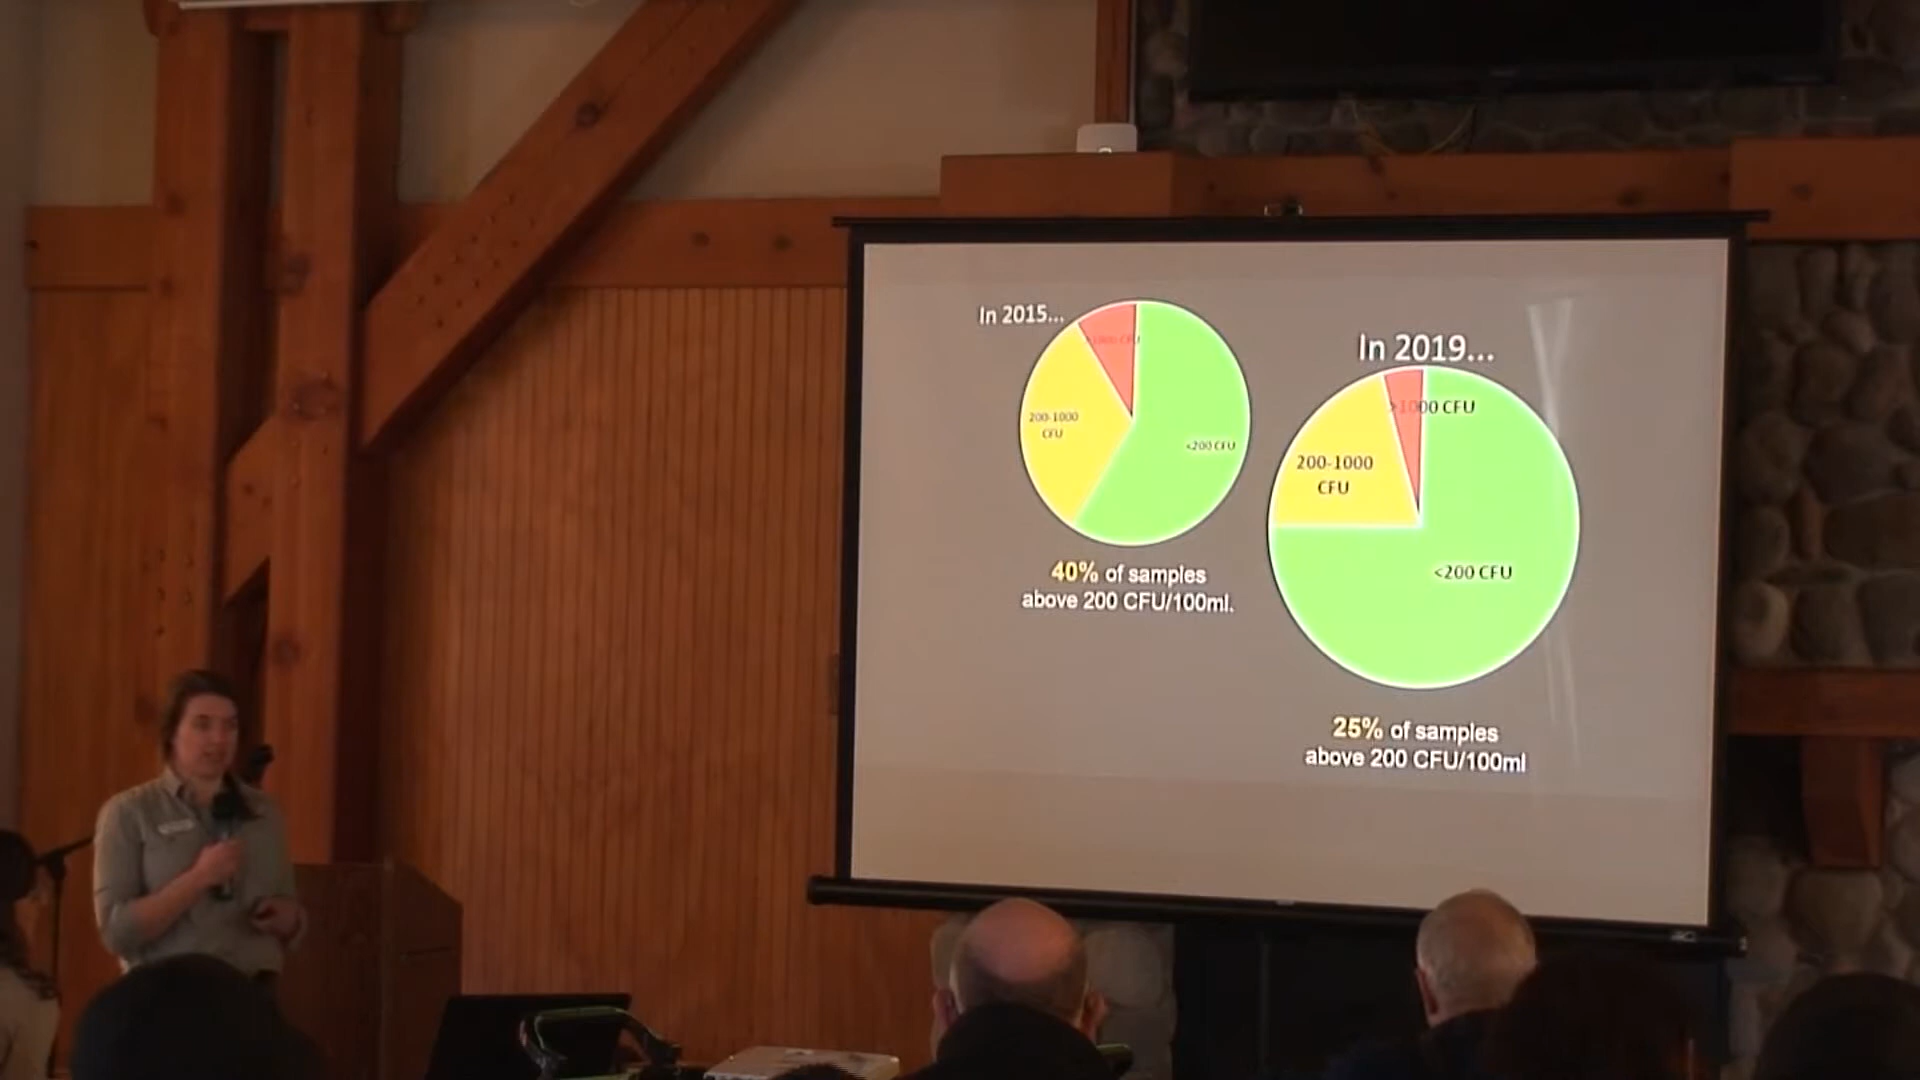 In 2015...
>1000 CFU
200-1000
CFU
<200 CFU
40% of samples
above 200 CFU/100ml.
In 2019...
>1000 CFU
200-1000
CFU
<200 CFU
25% of samples
above 200 CFU/100ml